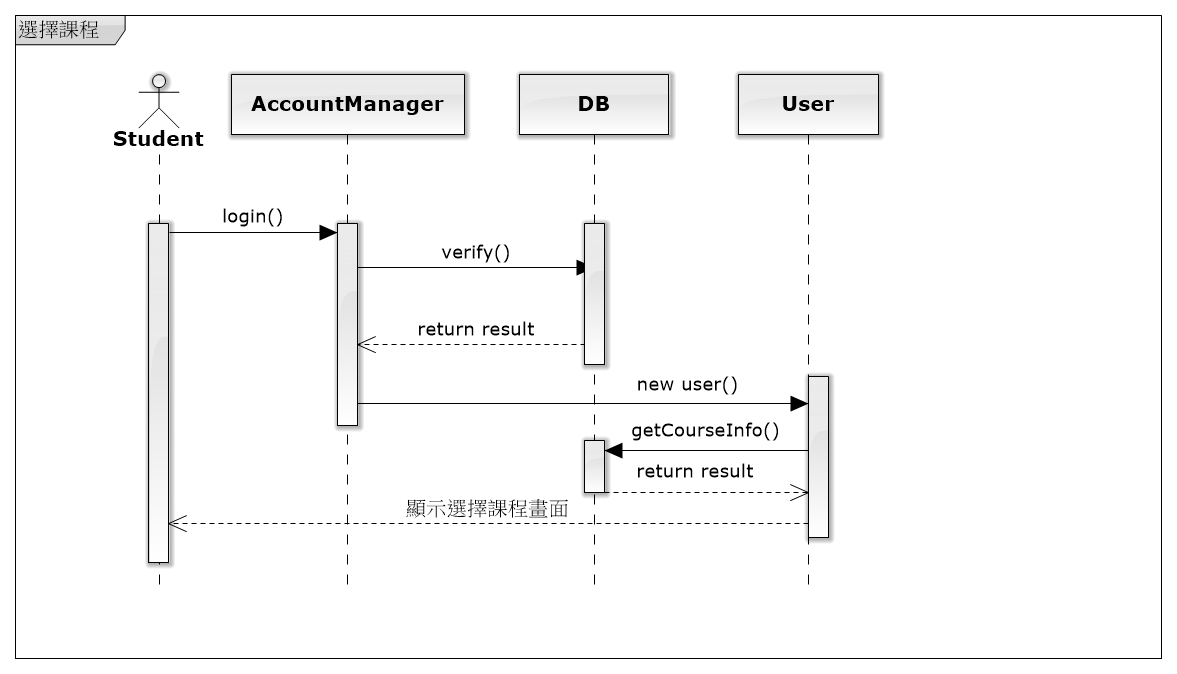 選擇課程
Student
AccountManager
DB
User
login()
verify()
return result
new user()
getCourseInfo()
return result
顯示選擇課程畫面